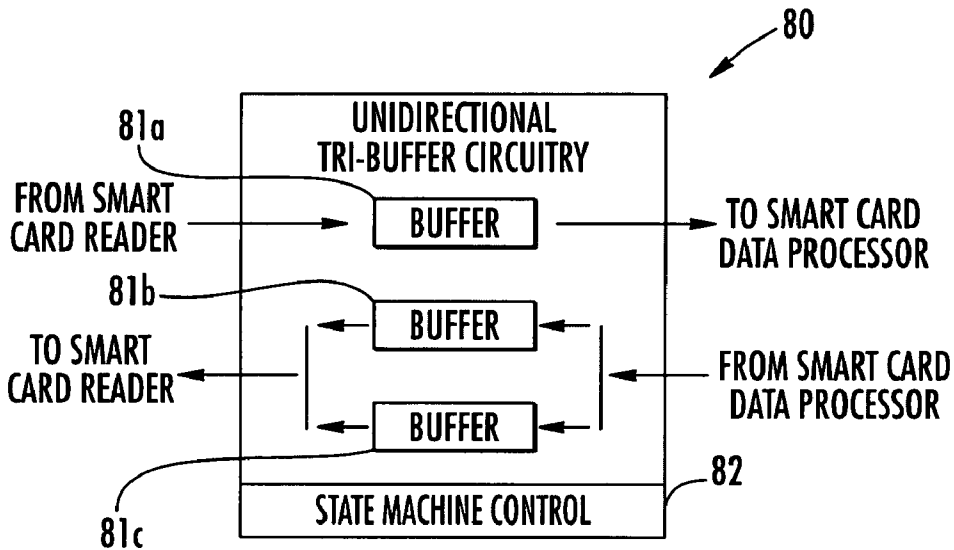 80
UNIDIRECTIONAL
TRI-BUFFER CIRCUITRY
81a
FROM SMART
CARD READER
BUFFER
TO SMART CARD
DATA PROCESSOR
81b
BUFFER
TO SMART
CARD READER
FROM SMART CARD
DATA PROCESSOR
BUFFER
81c
STATE MACHINE CONTROL
82